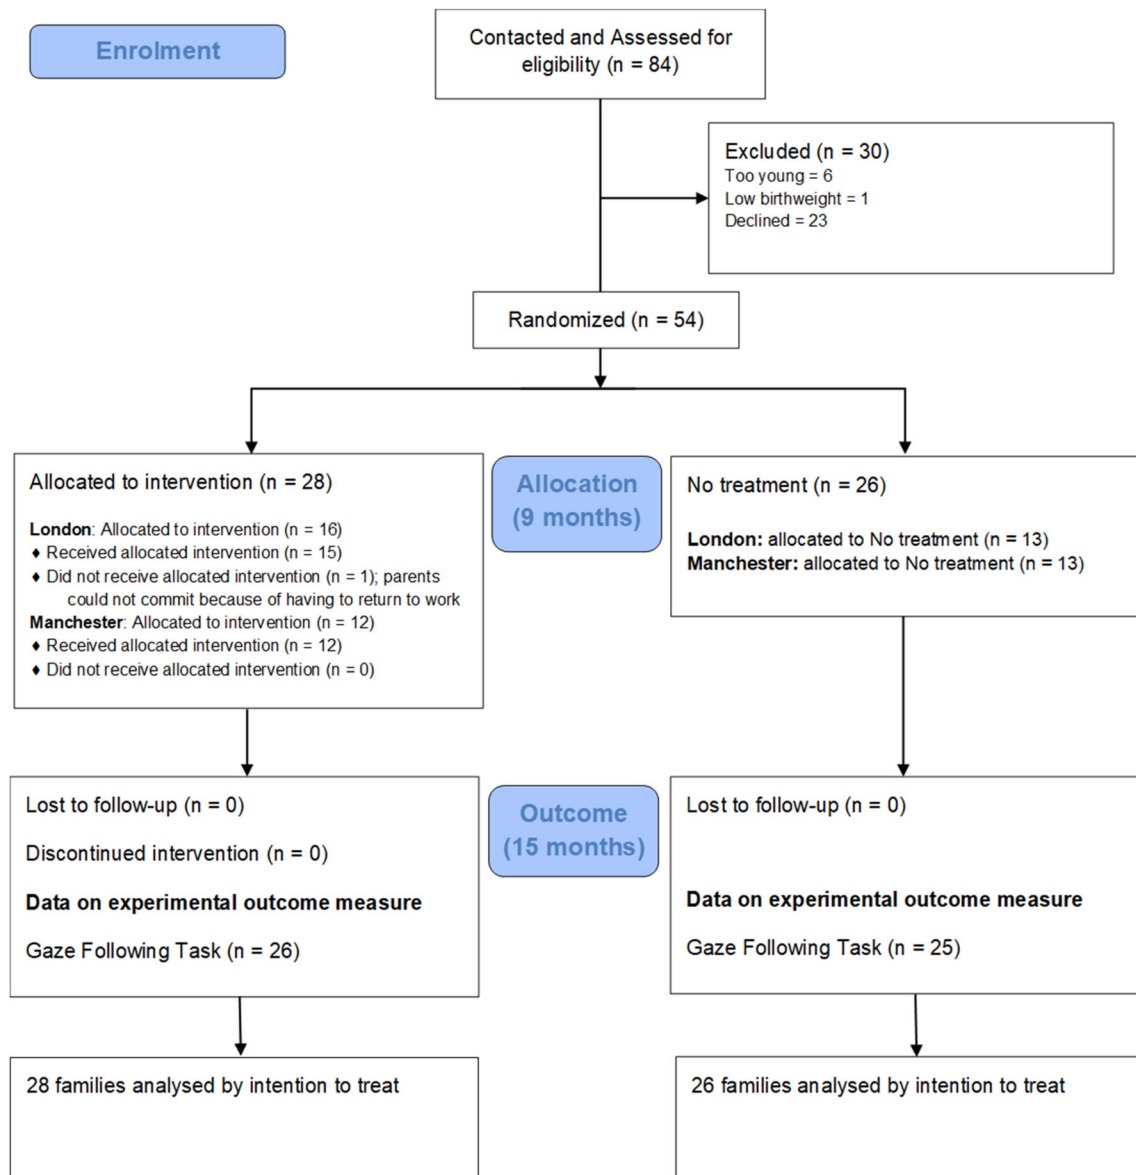 Enrolment
Contacted and Assessed for
eligibility (n = 84)
Excluded (n = 30)
Too young = 6
Low birthweight = 1
Declined = 23
Randomized (n = 54)
Allocated to intervention (n = 28)
London: Allocated to intervention (n = 16)
♦ Received allocated intervention (n = 15)
♦ Did not receive allocated intervention (n = 1); parents
could not commit because of having to return to work
Manchester: Allocated to intervention (n = 12)
♦ Received allocated intervention (n = 12)
♦ Did not receive allocated intervention (n = 0)
Allocation
(9 months)
No treatment (n = 26)
London: allocated to No treatment (n = 13)
Manchester: allocated to No treatment (n = 13)
Lost to follow-up (n = 0)
Discontinued intervention (n = 0)
Data on experimental outcome measure
Gaze Following Task (n = 26)
Outcome
(15 months)
Lost to follow-up (n = 0)
Data on experimental outcome measure
Gaze Following Task (n = 25)
28 families analysed by intention to treat
26 families analysed by intention to treat